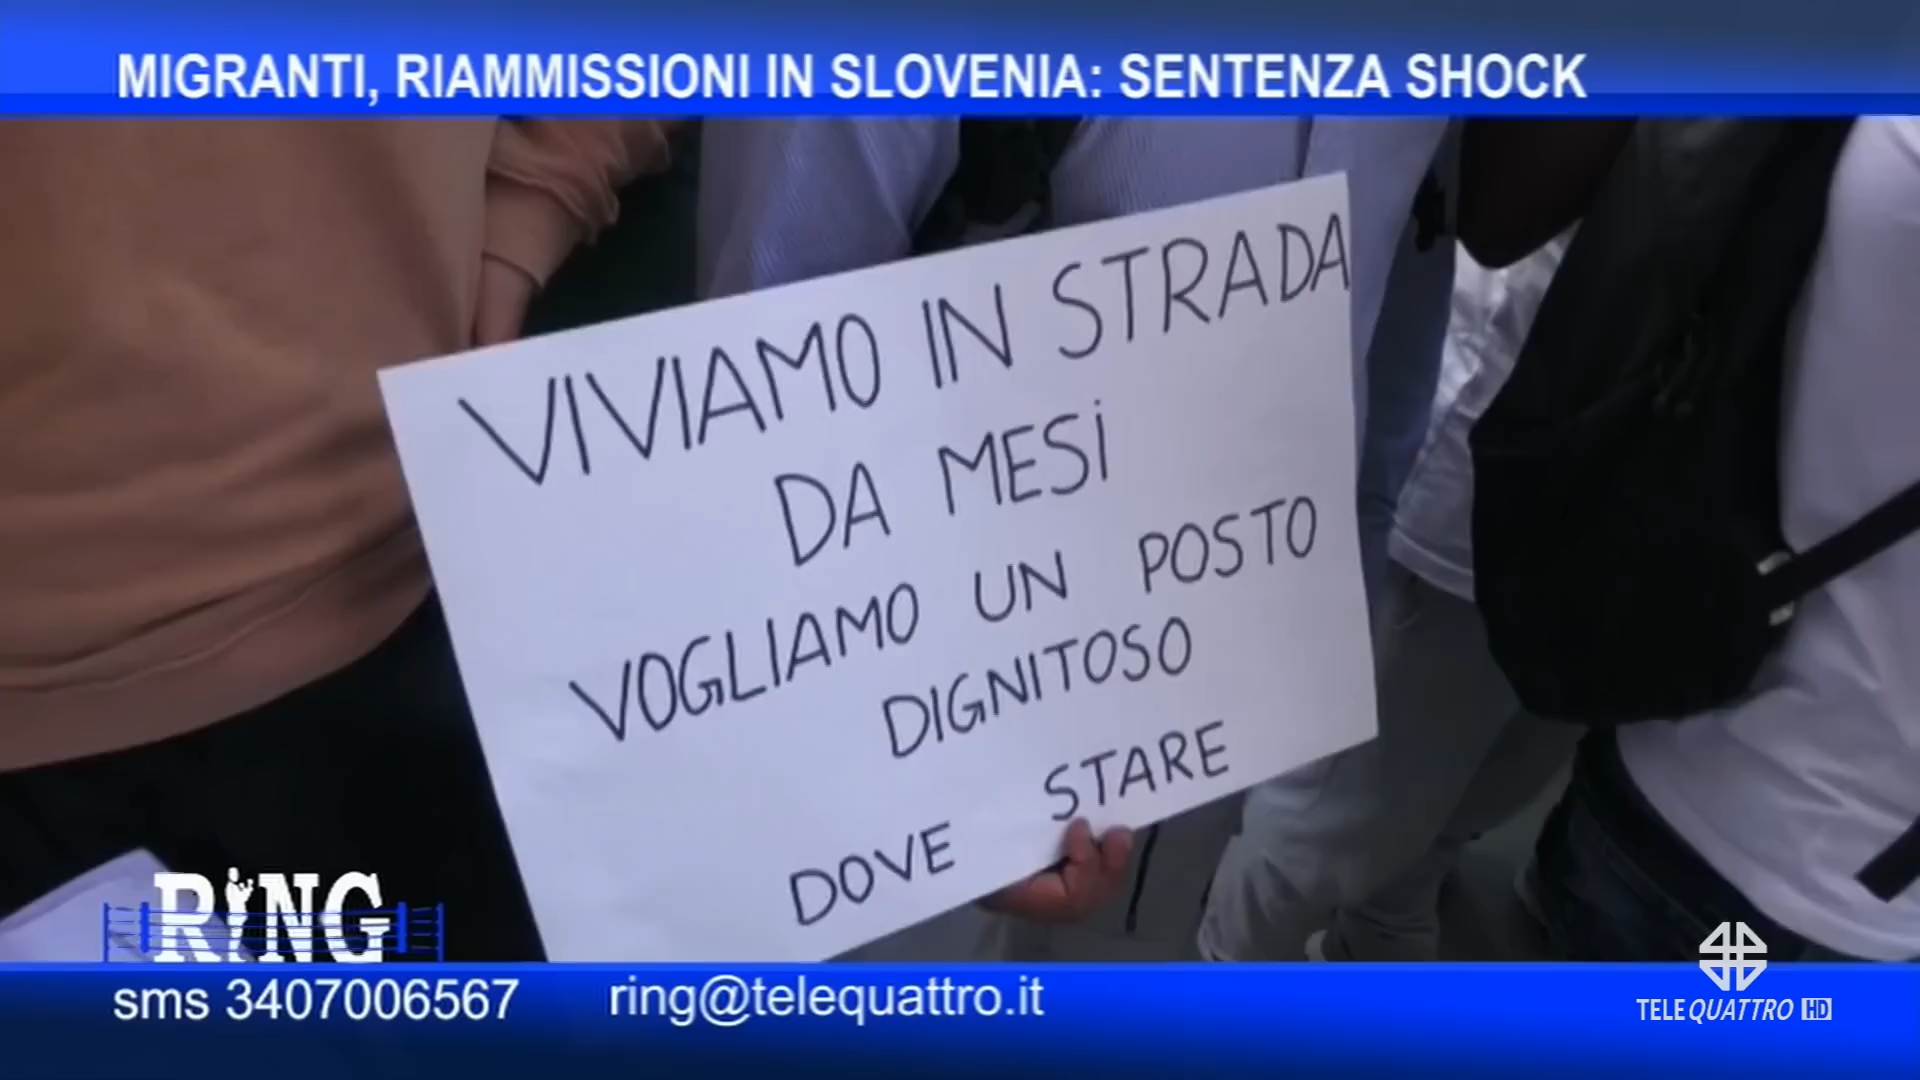 MIGRANTI, RIAMMISSIONI IN SLOVENIA: SENTENZA SHOCK
VIVIAMO IN STRADA
DA MESI
VOGLIAMO UN POSTO
DIGNITOSO
DOVE STARE
RING
sms 3407006567 ring@telequattro.it
TELEQUATTRO HD